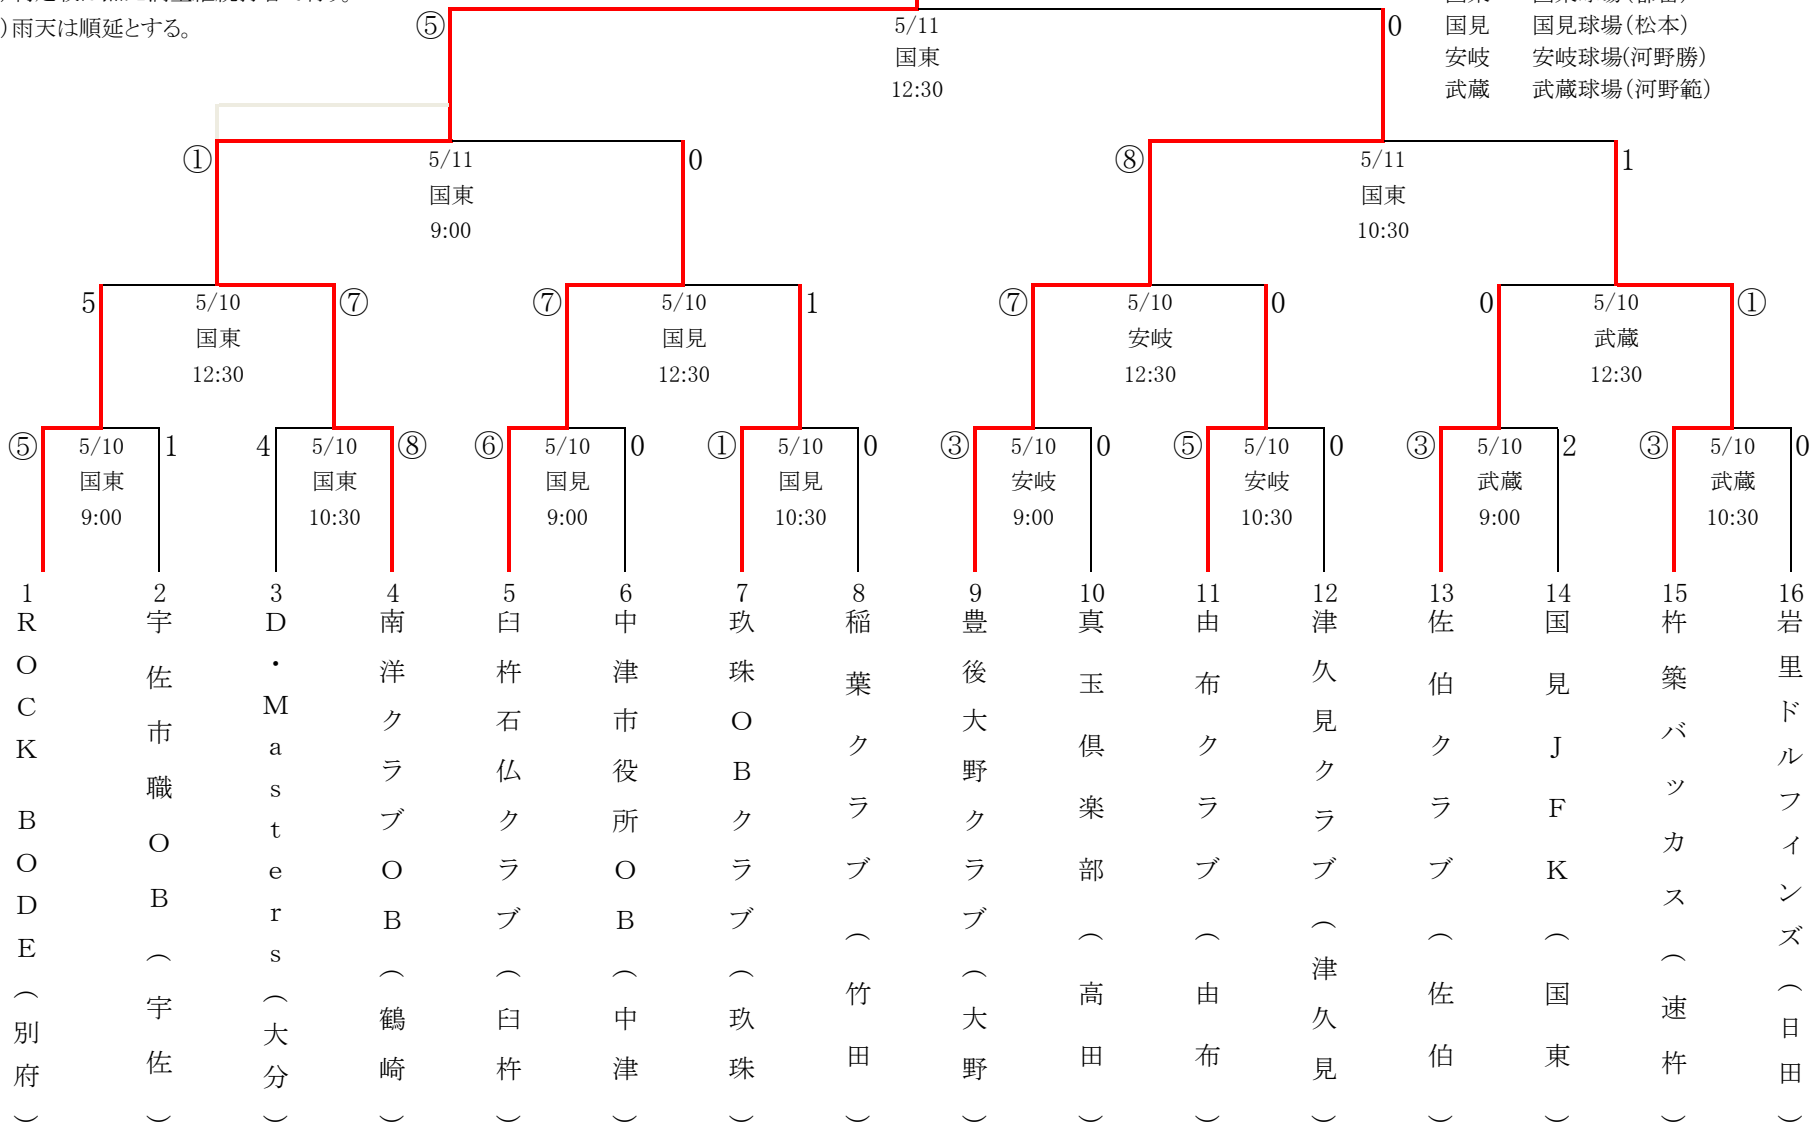 )雨天は順延とする。
国見 国見球場(松本)
安岐 安岐球場(河野勝)
武蔵 武蔵球場(河野範)
⑤ 5/11 0
国東
12:30
① 5/11 0
国東
9:00
⑧ 5/11 1
国東
10:30
5 5/10 ⑦
国東
12:30
⑦ 5/10 1
国見
12:30
⑦ 5/10 0
安岐
12:30
0 5/10 ①
武蔵
12:30
⑤ 5/10 1
国東
9:00
4 5/10 ⑧
国東
10:30
⑥ 5/10 0
国見
9:00
① 5/10 0
国見
10:30
③ 5/10 0
安岐
9:00
⑤ 5/10 0
安岐
10:30
③ 5/10 2
武蔵
9:00
③ 5/10 0
武蔵
10:30
1 ROCK BODE(別府)
2 宇佐市職OB(宇佐)
3 D・Masters(大分)
4 南洋クラブOB(鶴崎)
5 臼杵石仏クラブ(臼杵)
6 中津市役所OB(中津)
7 玖珠OBクラブ(玖珠)
8 稲葉クラブ(竹田)
9 豊後大野クラブ(大野)
10 真玉倶楽部(高田)
11 由布クラブ(由布)
12 津久見クラブ(津久見)
13 佐伯クラブ(佐伯)
14 国見JFK(国東)
15 杵築バッカス(速杵)
16 岩里ドルフィンズ(日田)